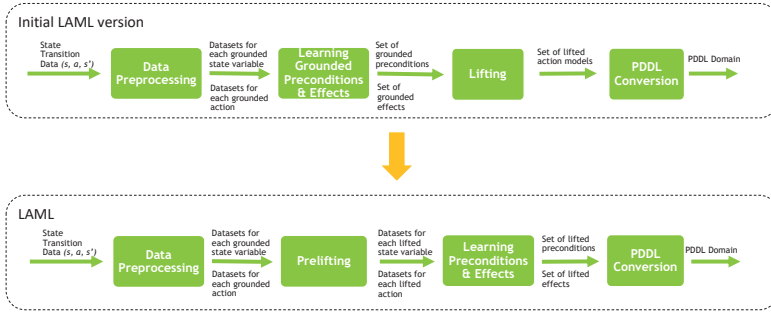 Initial LAML version
State
Transition
Data (s, a, s')
Data
Preprocessing
Datasets for
each grounded
state variable
Datasets for
each grounded
action
Learning
Grounded
Preconditions
& Effects
Set of
grounded
preconditions
Set of
grounded
effects
Lifting
Set of lifted
action models
PDDL
Conversion
PDDL Domain
LAML
State
Transition
Data (s, a, s')
Data
Preprocessing
Datasets for
each grounded
state variable
Datasets for
each grounded
action
Prelifting
Datasets for
each lifted
state variable
Datasets for
each lifted
action
Learning
Preconditions
& Effects
Set of lifted
preconditions
Set of lifted
effects
PDDL
Conversion
PDDL Domain